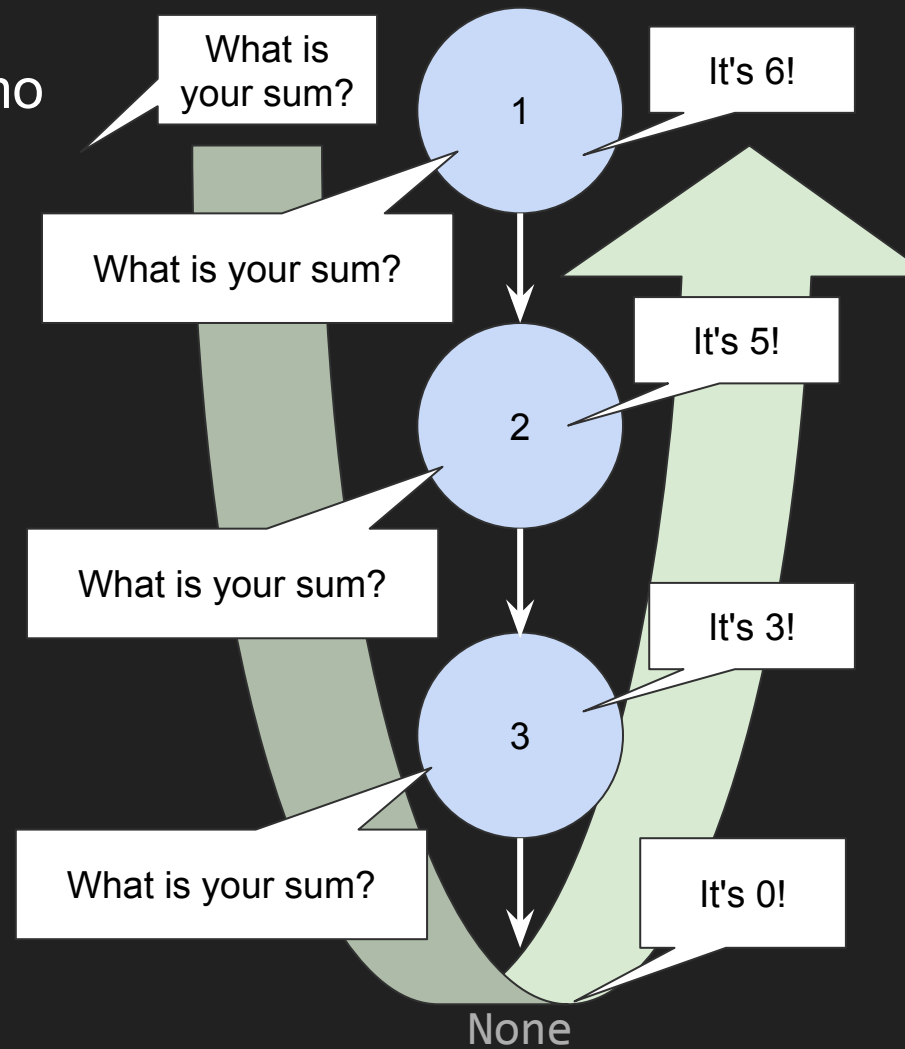 What is
your sum?
1
It's 6!
What is your sum?
It's 5!
2
What is your sum?
It's 3!
3
What is your sum?
It's 0!
None